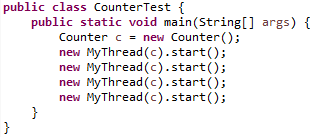 public class CounterTest {
    public static void main(String[] args) {
        Counter c = new Counter();
        new MyThread(c).start();
        new MyThread(c).start();
        new MyThread(c).start();
        new MyThread(c).start();
    }
}